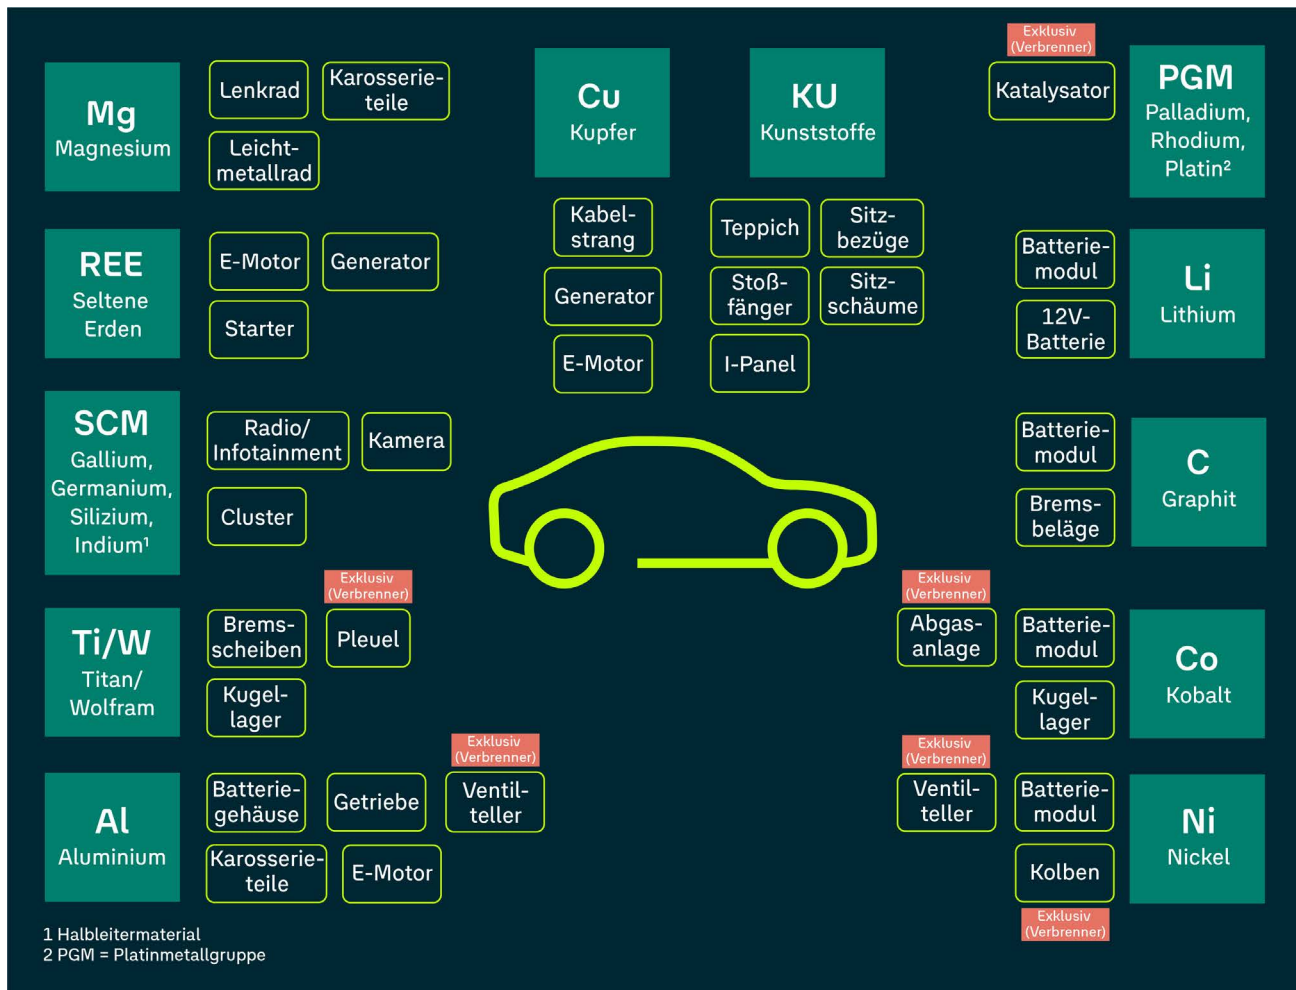 Mg
Magnesium
Lenkrad
Karosserie-
teile
Leicht-
metallrad
Cu
Kupfer
Kabel-
strang
Generator
E-Motor
KU
Kunststoffe
Teppich
Sitz-
bezüge
Stoß-
fänger
Sitz-
schäume
I-Panel
Exklusiv
(Verbrenner)
Katalysator
PGM
Palladium,
Rhodium,
Platin²
REE
Seltene
Erden
E-Motor
Generator
Starter
Batterie-
modul
12V-
Batterie
Li
Lithium
SCM
Gallium,
Germanium,
Silizium,
Indium¹
Radio/
Infotainment
Kamera
Cluster
Batterie-
modul
Brems-
beläge
C
Graphit
Ti/W
Titan/
Wolfram
Brems-
scheiben
Exklusiv
(Verbrenner)
Pleuel
Kugel-
lager
Exklusiv
(Verbrenner)
Abgas-
anlage
Batterie-
modul
Kugel-
lager
Co
Kobalt
Al
Aluminium
Batterie-
gehäuse
Getriebe
Exklusiv
(Verbrenner)
Ventil-
teller
Karosserie-
teile
E-Motor
Exklusiv
(Verbrenner)
Ventil-
teller
Batterie-
modul
Kolben
Exklusiv
(Verbrenner)
Ni
Nickel
1 Halbleitermaterial
2 PGM = Platinmetallgruppe